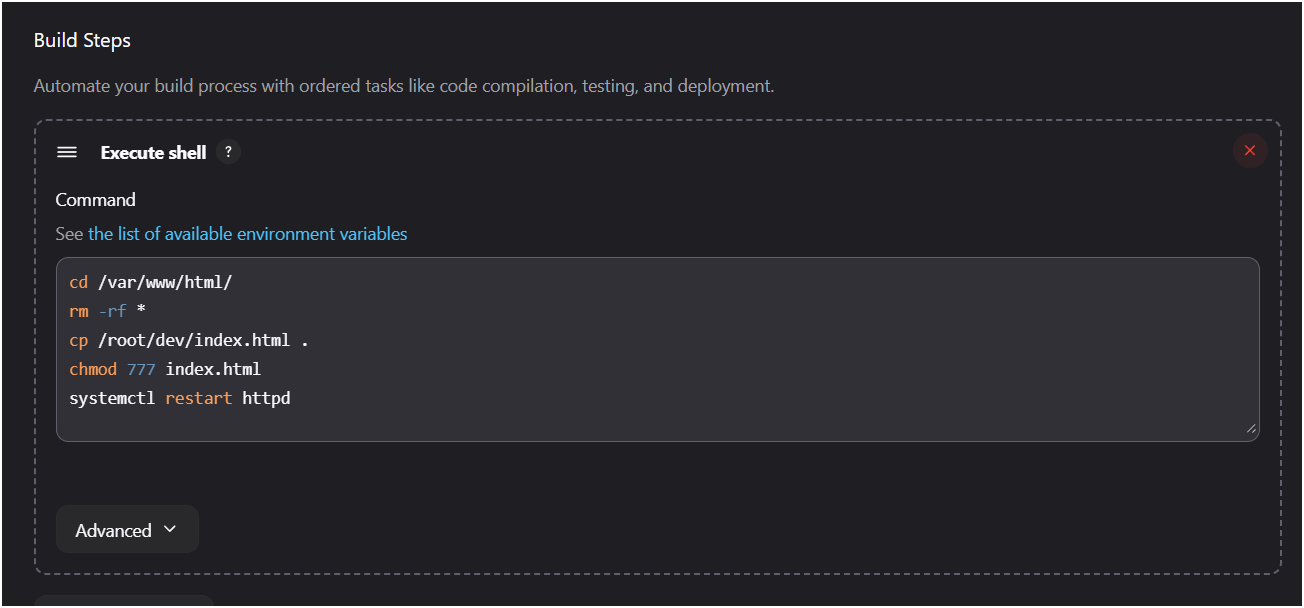 Build Steps
Automate your build process with ordered tasks like code compilation, testing, and deployment.
Execute shell ?
Command
See the list of available environment variables
cd /var/www/html/
rm -rf *
cp /root/dev/index.html .
chmod 777 index.html
systemctl restart httpd
Advanced